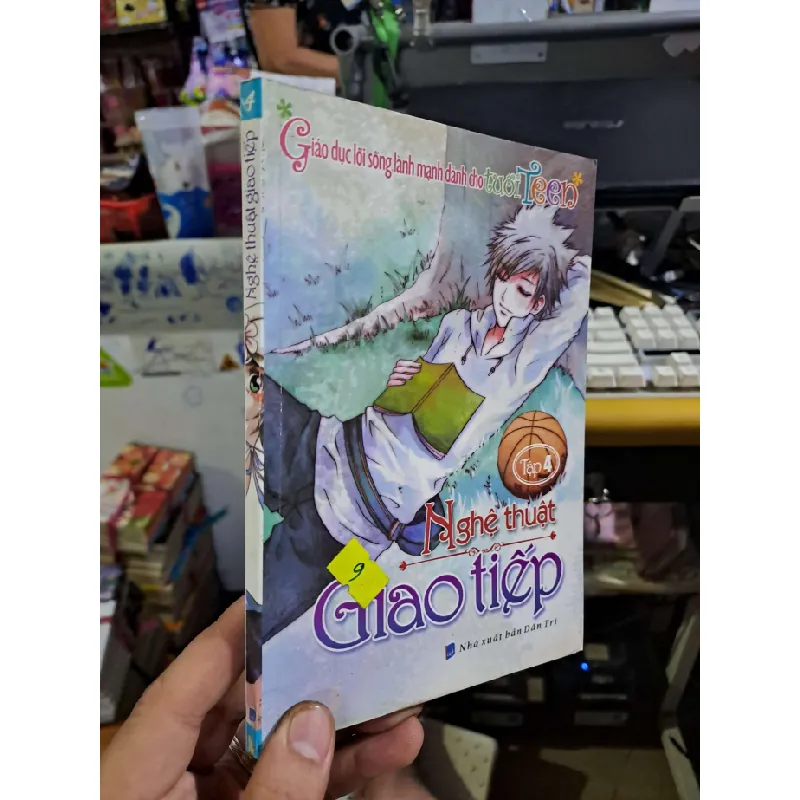 4
Nghệ thuật giao tiếp
Giáo dục lối sống lành mạnh dành cho tuổi Teen
Tập 4
Nghệ thuật
Giao tiếp
9
Nhà xuất bản Dân Trí